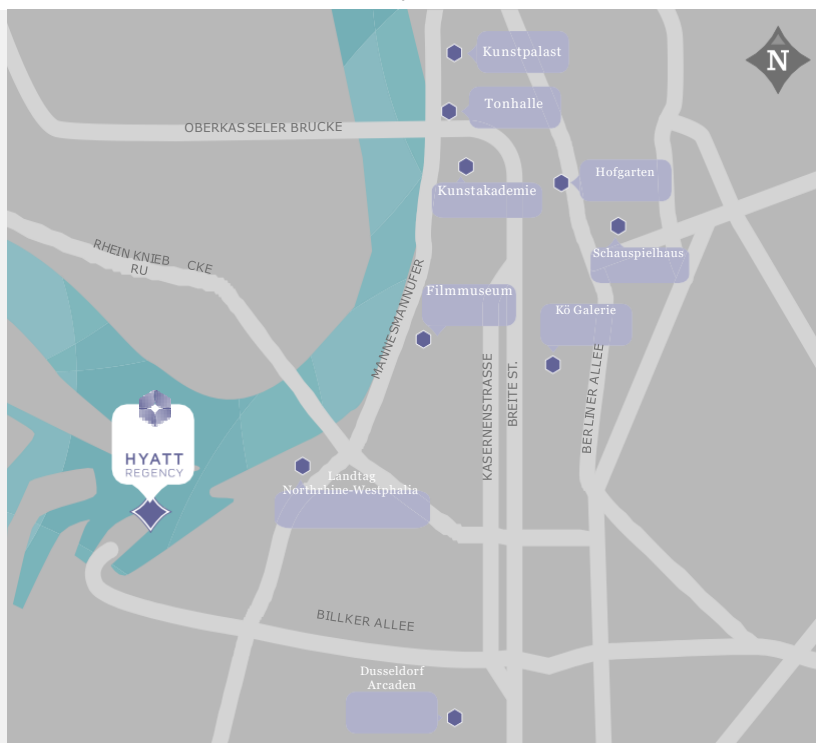 Kunstpalast
N
Tonhalle
OBERKASSELER BRUCKE
Hofgarten
Kunstakademie
RHEIN KNIEB CKE
RU
Schauspielhaus
MANNESMANNUFER
Filmmuseum
Kö Galerie
KASERNENSTRASSE
BREITE ST.
BERLINER ALLEE
HYATT
REGENCY
Landtag
Northrhine-Westphalia
BILLKER ALLEE
Dusseldorf
Arcaden